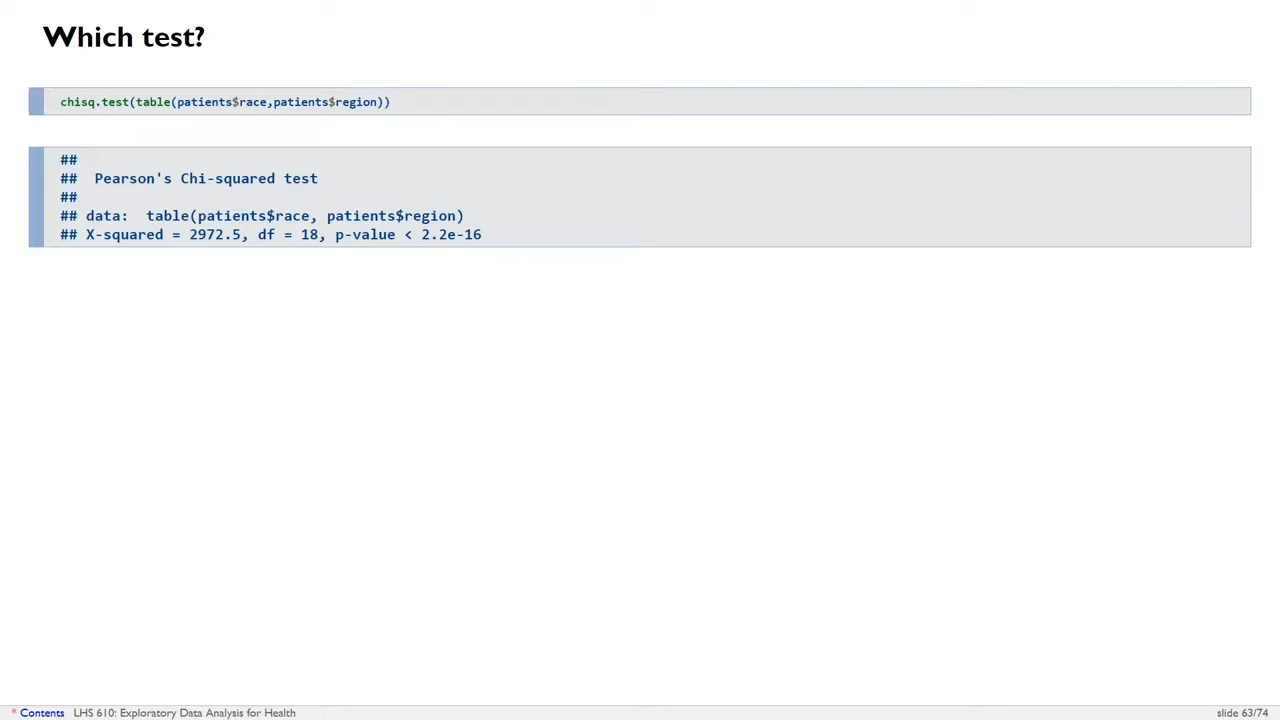 Which test?
chisq.test(table(patients$race,patients$region))
##
##  Pearson's Chi-squared test
##
## data:  table(patients$race, patients$region)
## X-squared = 2972.5, df = 18, p-value < 2.2e-16
* Contents LHS 610: Exploratory Data Analysis for Health slide 63/74